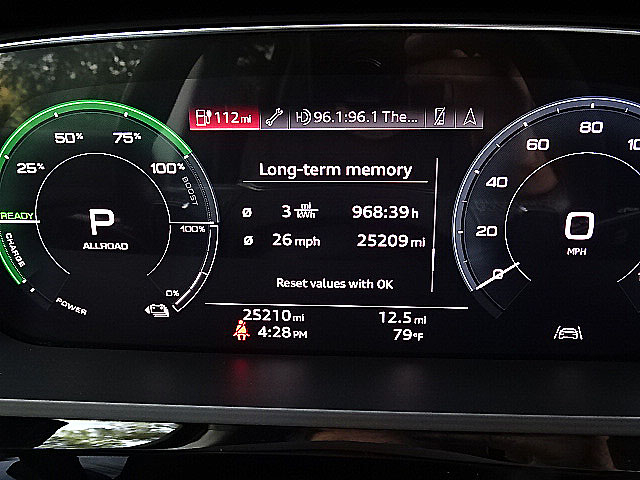 112 mi
HD 96.1:96.1 The...
Long-term memory
ø 3 mi/kWh 968:39 h
ø 26 mph 25209 mi
Reset values with OK
25210 mi 12.5 mi
4:28 PM 79°F
25% 50% 75% 100%
BOOST
READY
CHARGE
POWER
P
ALLROAD
100%
0%
0 20 40 60 80 100
0
MPH